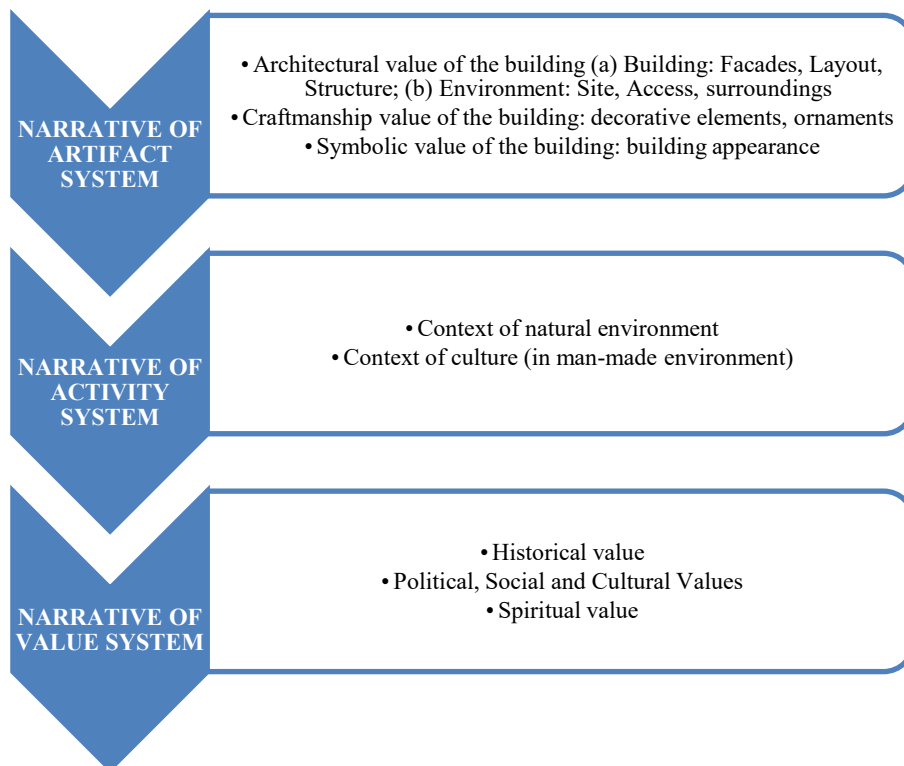 NARRATIVE OF
ARTIFACT
SYSTEM
• Architectural value of the building (a) Building: Facades, Layout,
Structure; (b) Environment: Site, Access, surroundings
• Craftmanship value of the building: decorative elements, ornaments
• Symbolic value of the building: building appearance
NARRATIVE OF
ACTIVITY
SYSTEM
• Context of natural environment
• Context of culture (in man-made environment)
NARRATIVE OF
VALUE SYSTEM
• Historical value
• Political, Social and Cultural Values
• Spiritual value